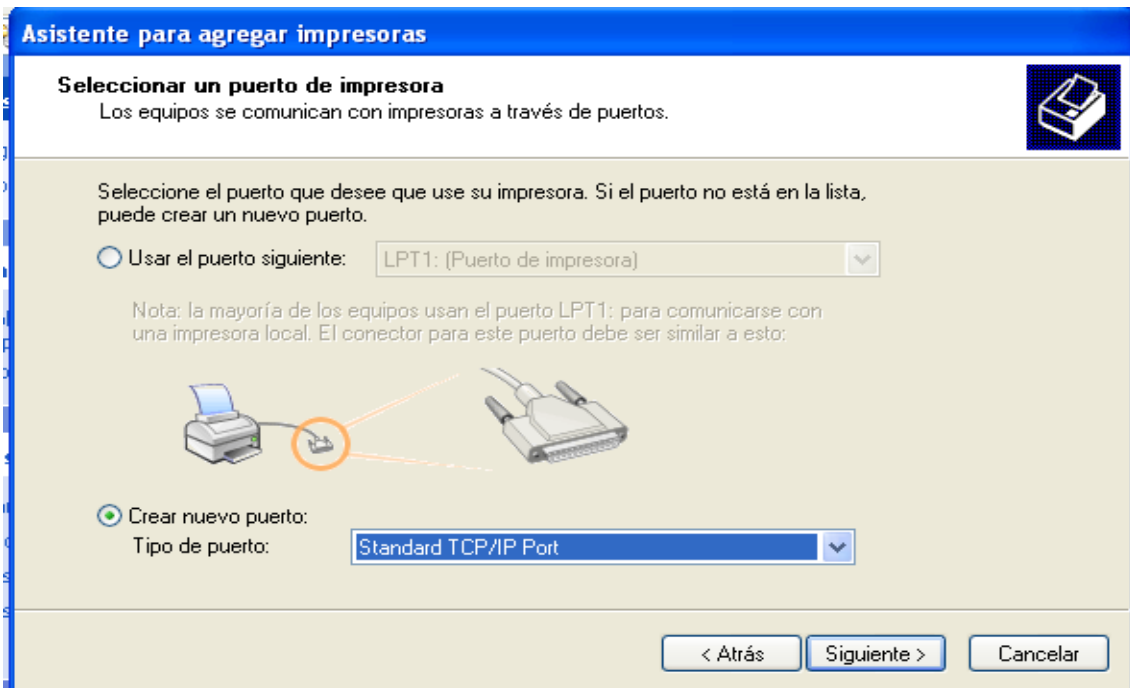 Asistente para agregar impresoras
Seleccionar un puerto de impresora
Los equipos se comunican con impresoras a través de puertos.
Seleccione el puerto que desee que use su impresora. Si el puerto no está en la lista,
puede crear un nuevo puerto.
Usar el puerto siguiente: LPT1: (Puerto de impresora)
Nota: la mayoría de los equipos usan el puerto LPT1: para comunicarse con
una impresora local. El conector para este puerto debe ser similar a esto:
Crear nuevo puerto:
Tipo de puerto: Standard TCP/IP Port
< Atrás Siguiente > Cancelar